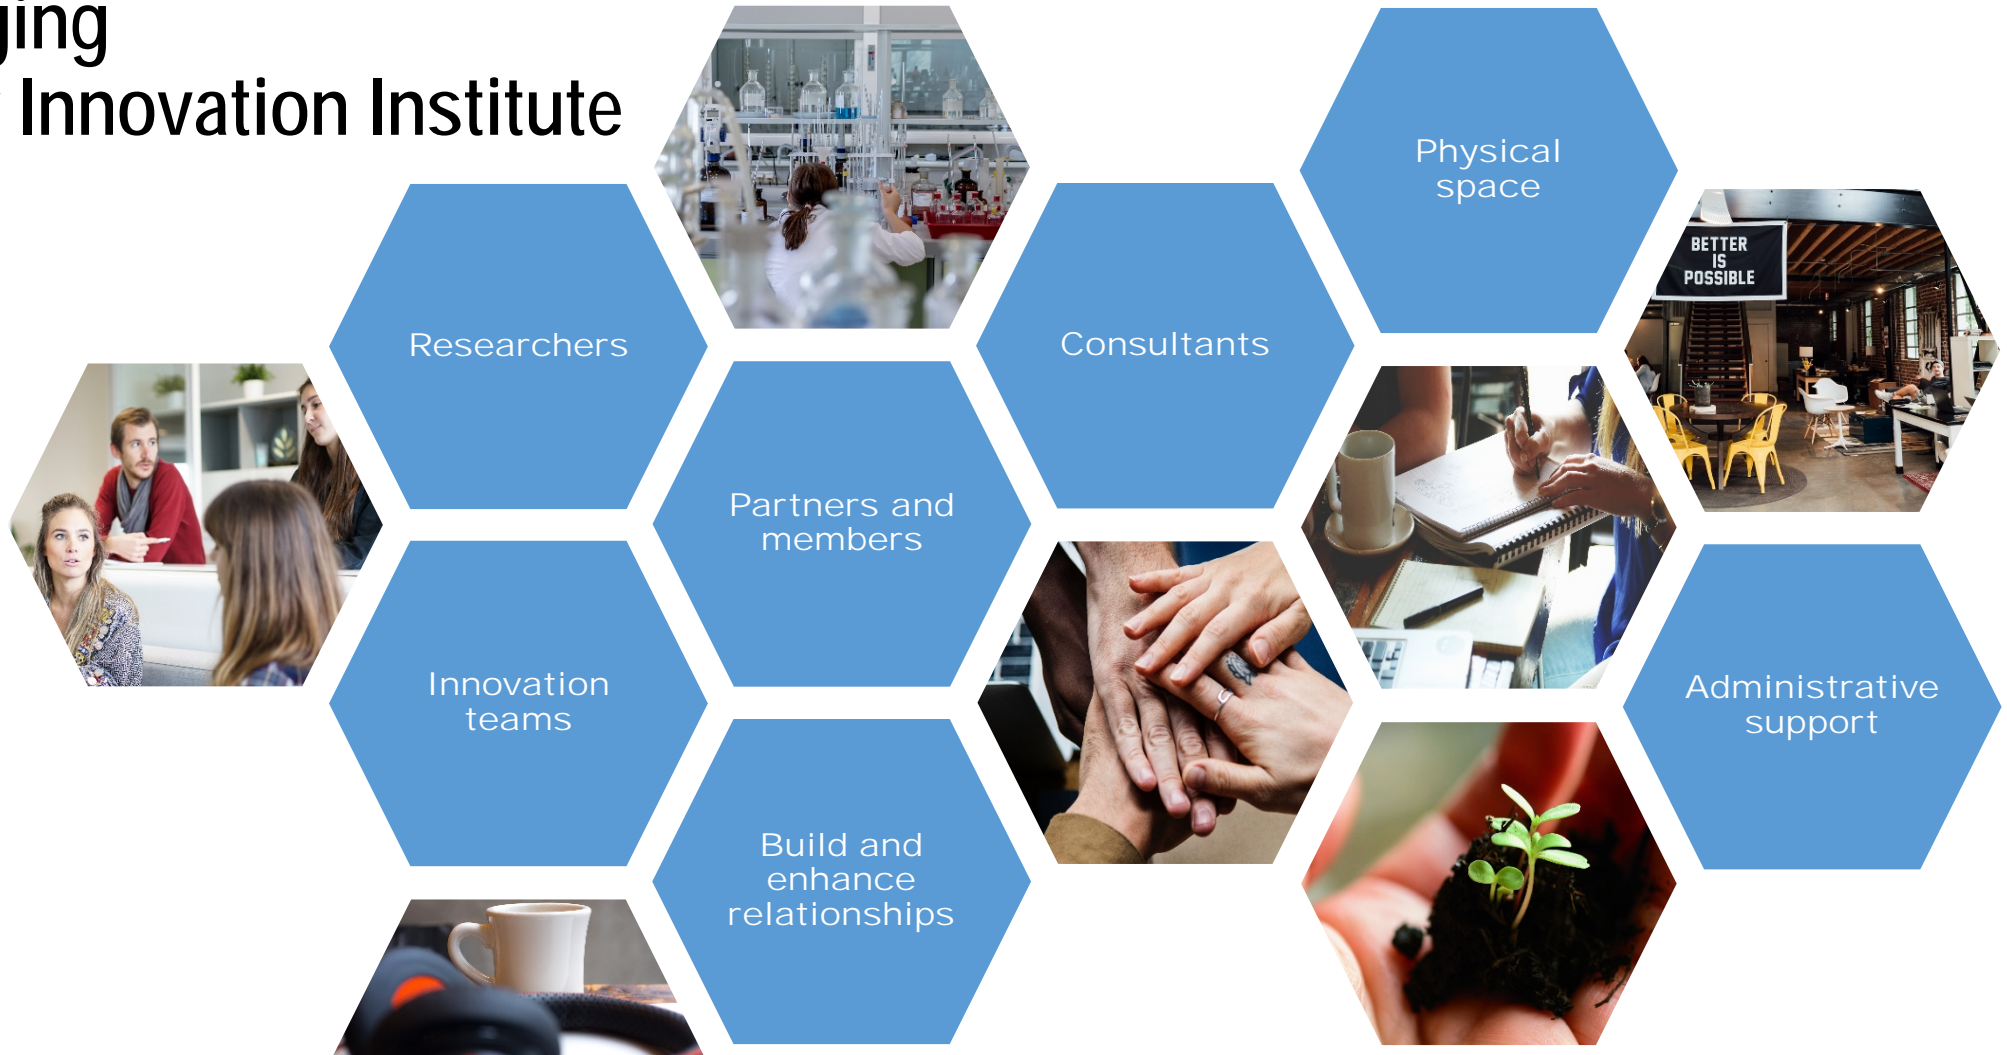 Innovation Institute
Researchers
Partners and
members
Consultants
Physical
space
BETTER
IS
POSSIBLE
Innovation
teams
Build and
enhance
relationships
Administrative
support